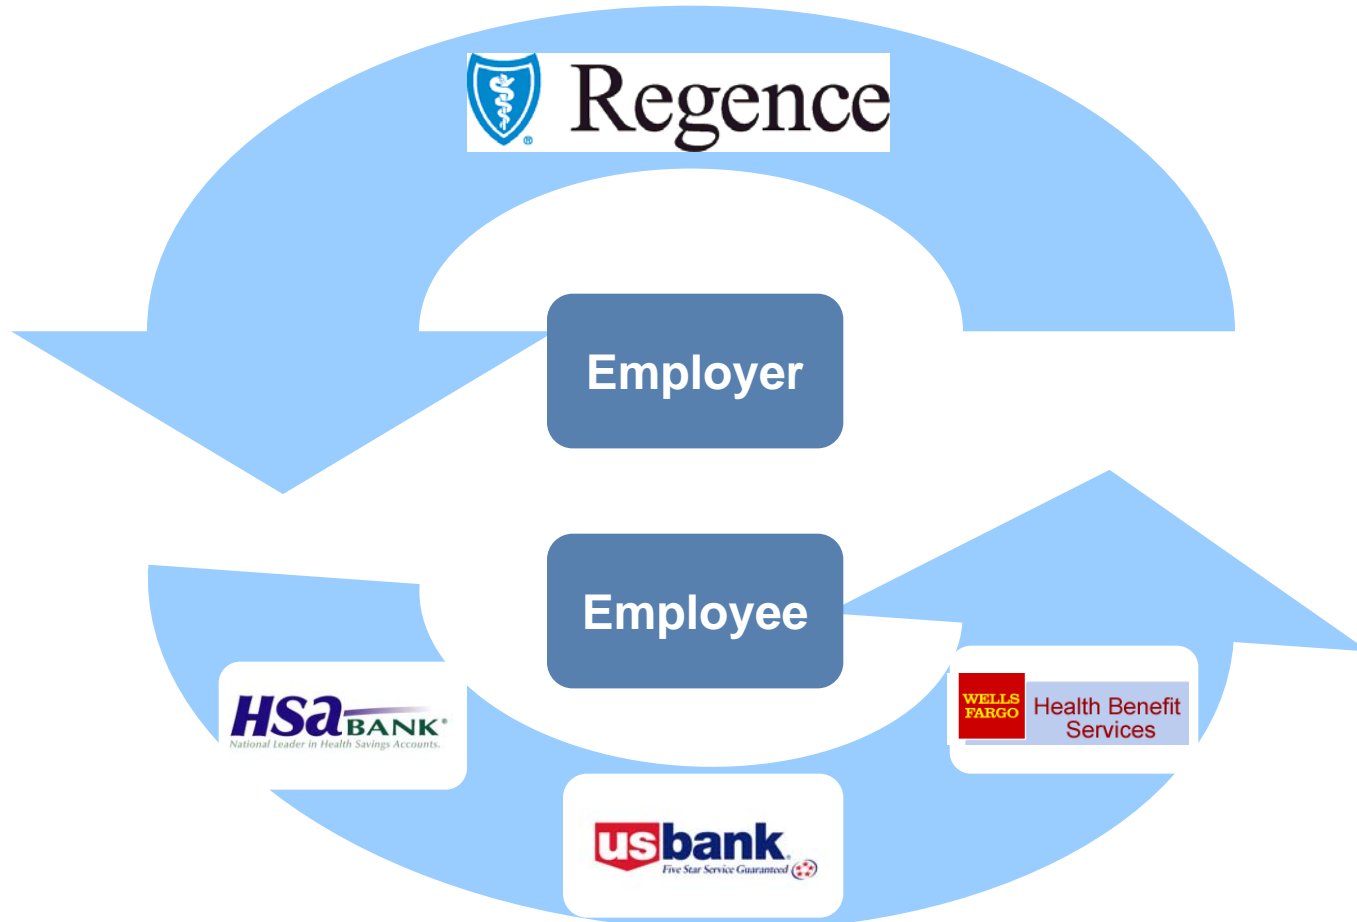 Regence
®
Employer
Employee
HSa BANK®
National Leader in Health Savings Accounts.
WELLS
FARGO
Health Benefit
Services
usbank.
Five Star Service Guaranteed